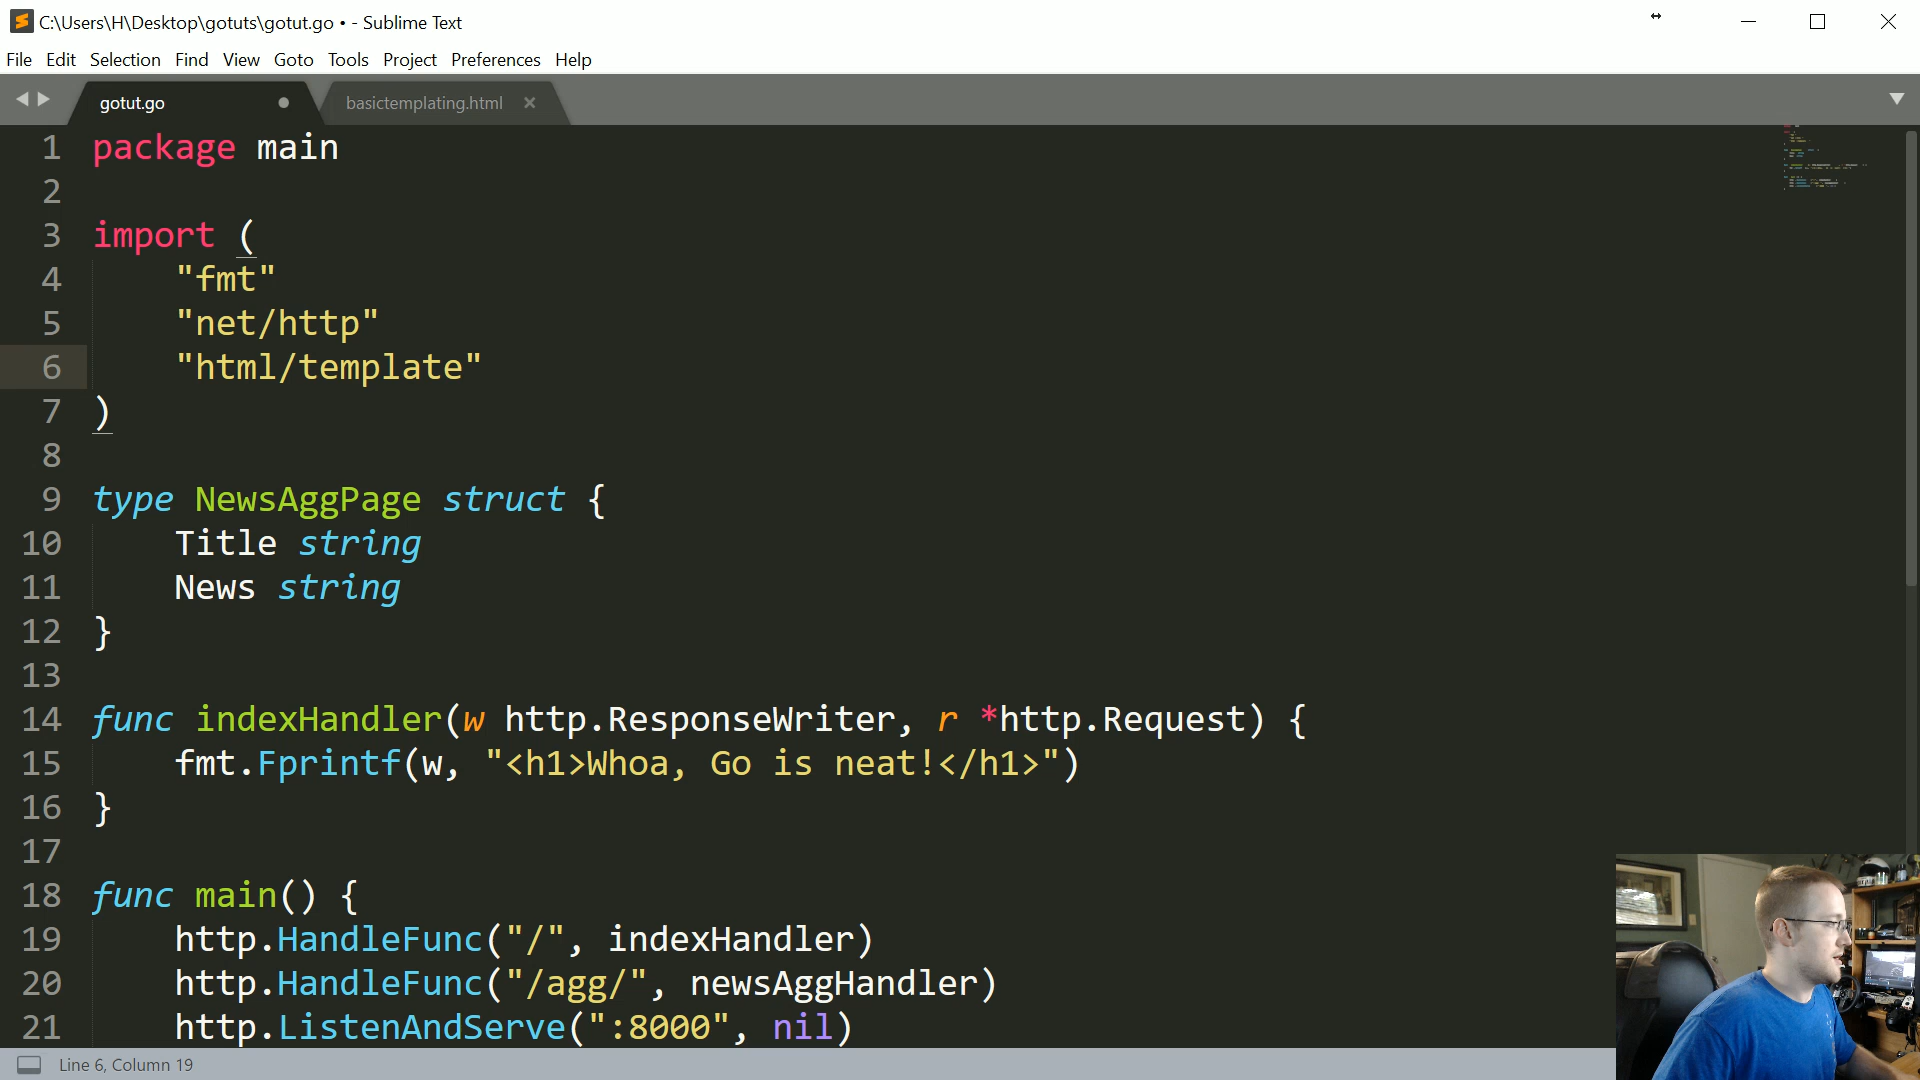 C:\Users\H\Desktop\gotuts\gotut.go • - Sublime Text
File Edit Selection Find View Goto Tools Project Preferences Help
gotut.go
basictemplating.html
1 package main
2
3 import (
4 "fmt"
5 "net/http"
6 "html/template"
7 )
8
9 type NewsAggPage struct {
10 Title string
11 News string
12 }
13
14 func indexHandler(w http.ResponseWriter, r *http.Request) {
15 fmt.Fprintf(w, "<h1>Whoa, Go is neat!</h1>")
16 }
17
18 func main() {
19 http.HandleFunc("/", indexHandler)
20 http.HandleFunc("/agg/", newsAggHandler)
21 http.ListenAndServe(":8000", nil)
Line 6, Column 19